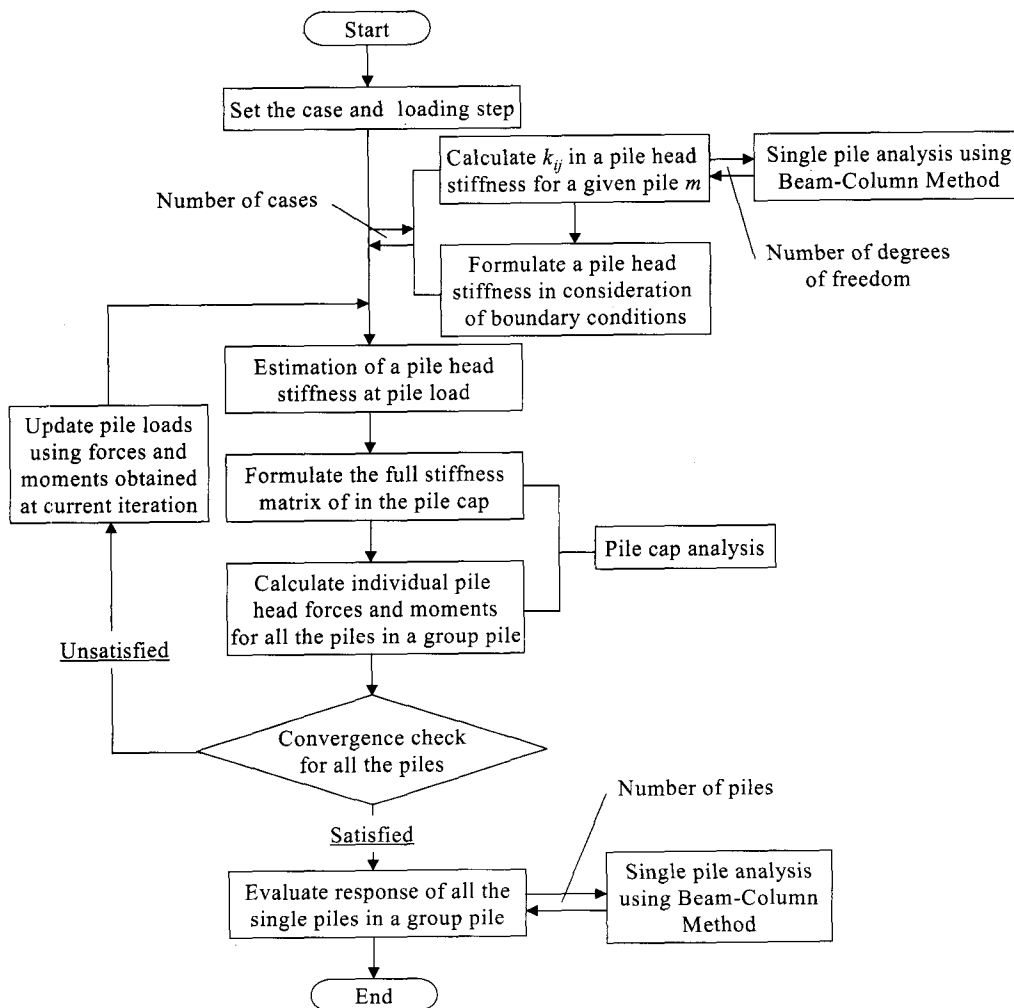 Start
Set the case and loading step
Calculate k_ij in a pile head
stiffness for a given pile m
Single pile analysis using
Beam-Column Method
Number of cases
Number of degrees
of freedom
Formulate a pile head
stiffness in consideration
of boundary conditions
Estimation of a pile head
stiffness at pile load
Update pile loads
using forces and
moments obtained
at current iteration
Formulate the full stiffness
matrix of in the pile cap
Pile cap analysis
Calculate individual pile
head forces and moments
for all the piles in a group pile
Unsatisfied
Convergence check
for all the piles
Number of piles
Satisfied
Evaluate response of all the
single piles in a group pile
Single pile analysis
using Beam-Column
Method
End